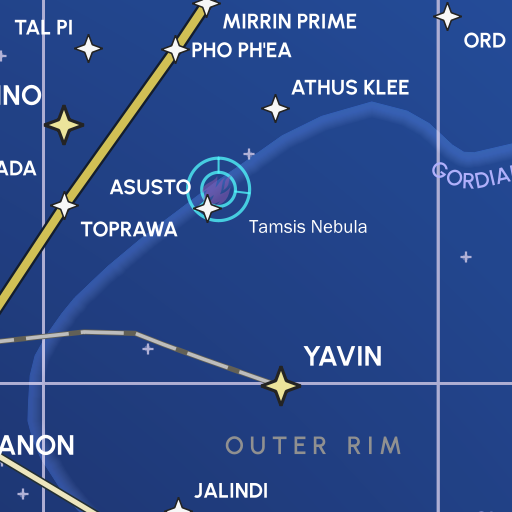 TAL PI
MIRRIN PRIME
ORD
PHO PH'EA
INO
ATHUS KLEE
ADA
GORDIA
ASUSTO
TOPRAWA
Tamsis Nebula
YAVIN
ANON
OUTER RIM
JALINDI